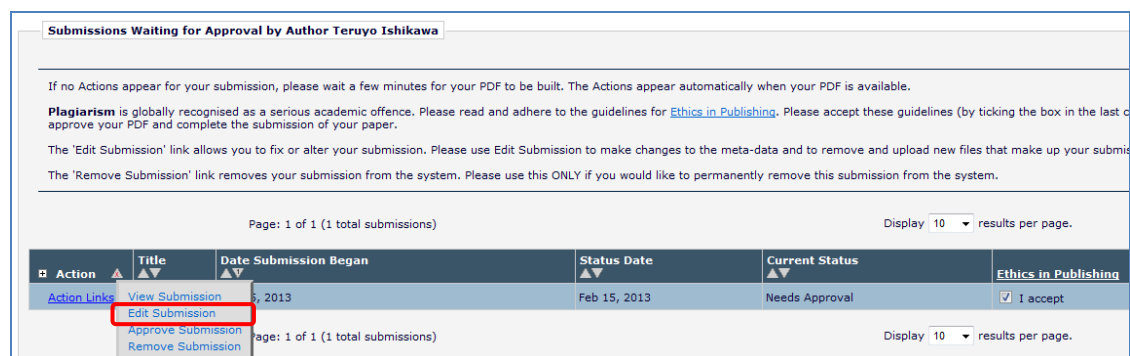 Submissions Waiting for Approval by Author Teruyo Ishikawa
If no Actions appear for your submission, please wait a few minutes for your PDF to be built. The Actions appear automatically when your PDF is available.
Plagiarism is globally recognised as a serious academic offence. Please read and adhere to the guidelines for Ethics in Publishing. Please accept these guidelines (by ticking the box in the last
approve your PDF and complete the submission of your paper.
The 'Edit Submission' link allows you to fix or alter your submission. Please use Edit Submission to make changes to the meta-data and to remove and upload new files that make up your
The 'Remove Submission' link removes your submission from the system. Please use this ONLY if you would like to permanently remove this submission from the system.
Page: 1 of 1 (1 total submissions) Display 10 results per page.
Action Title Date Submission Began Status Date Current Status Ethics in Publishing
Action Links View Submission 5, 2013 Feb 15, 2013 Needs Approval I accept
Edit Submission
Approve Submission Page: 1 of 1 (1 total submissions) Display 10 results per page.
Remove Submission